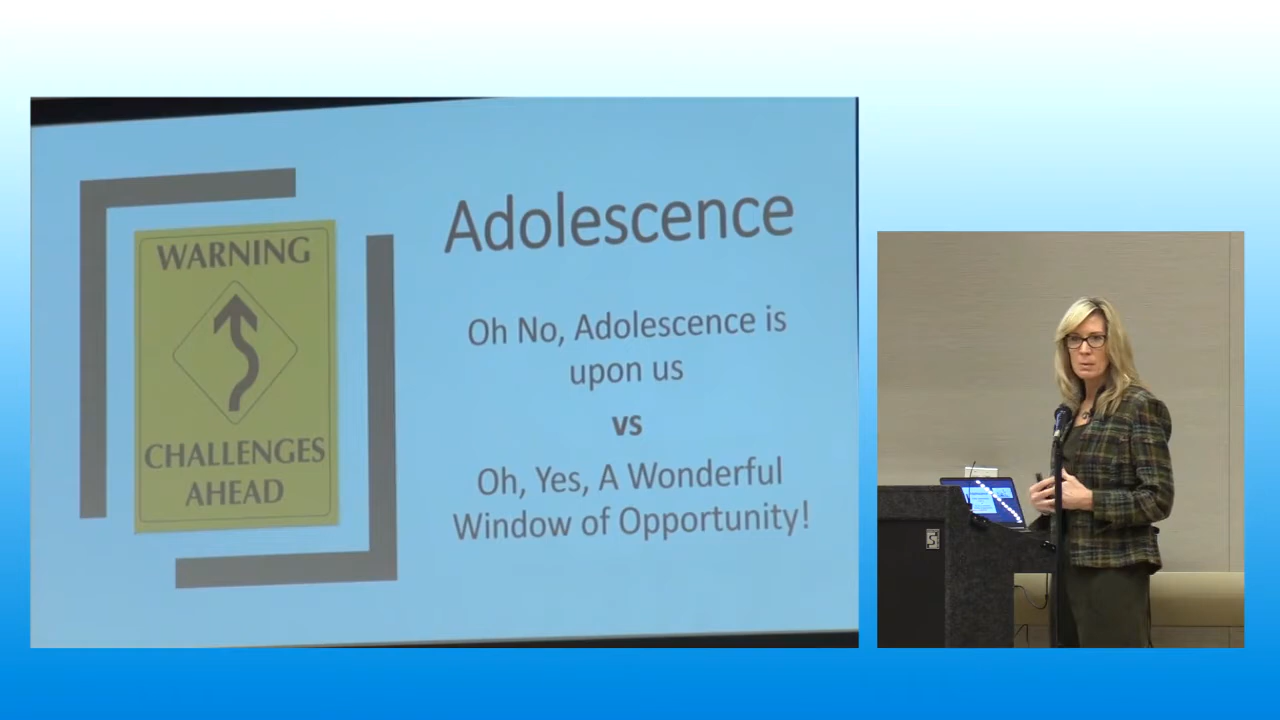 WARNING
CHALLENGES
AHEAD
Adolescence
Oh No, Adolescence is
upon us
vs
Oh, Yes, A Wonderful
Window of Opportunity!